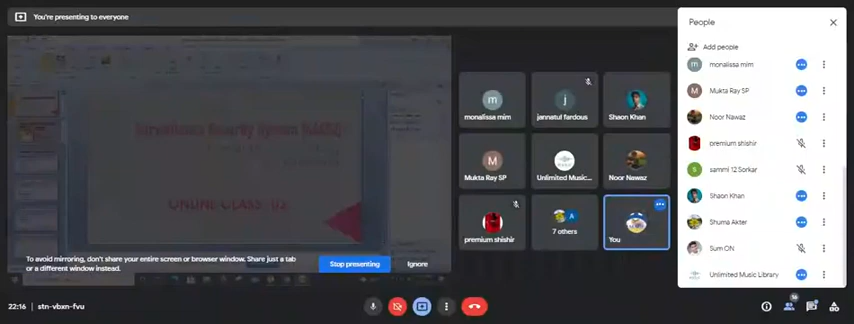 You're presenting to everyone
ONLINE CLASS
To avoid mirroring, don't share your entire screen or browser window. Share just a tab
or a different window instead.
Stop presenting
Ignore
m
monalissa mim
j
jannatul fardous
Shaon Khan
M
Mukta Ray SP
Unlimited Music...
Noor Nawaz
premium shishir
A
7 others
You
People
Add people
m
monalissa mim
M
Mukta Ray SP
Noor Nawaz
premium shishir
s
sammi 12 Sorkar
Shaon Khan
Shuma Akter
Sum ON
Unlimited Music Library
22:16 | stn-vbxn-fvu
16